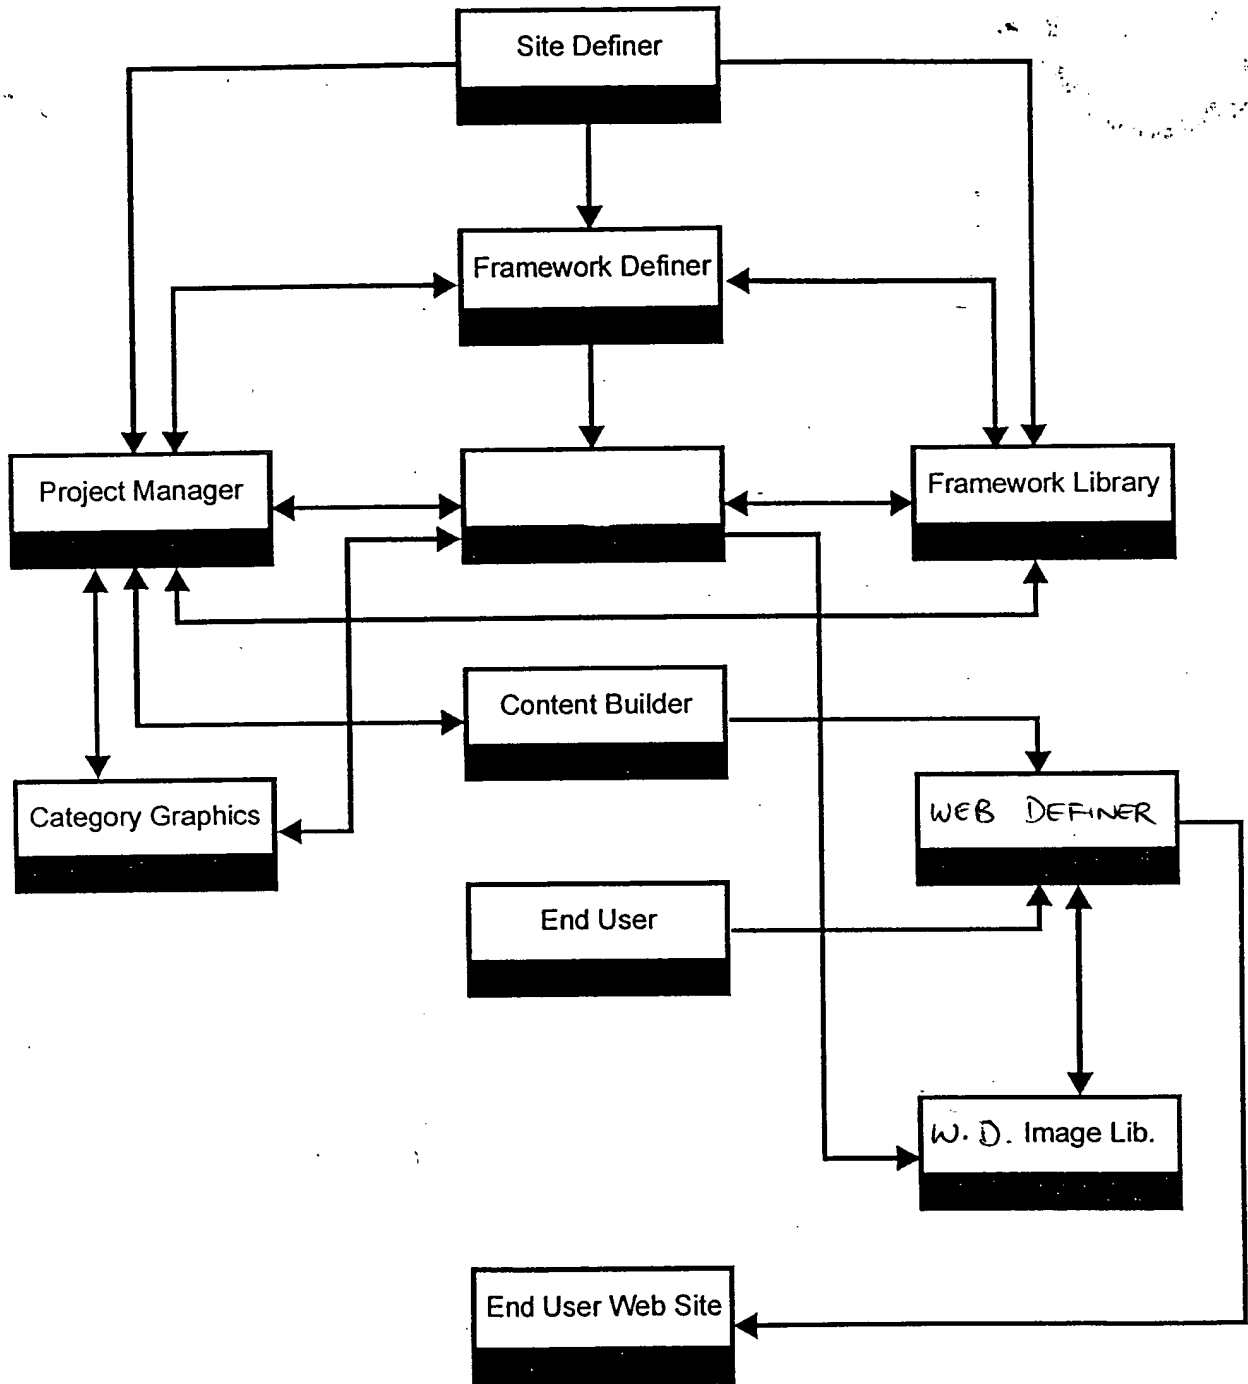 Site Definer
Framework Definer
Project Manager
Framework Library
Content Builder
Category Graphics
WEB DEFINER
End User
W. D. Image Lib.
End User Web Site